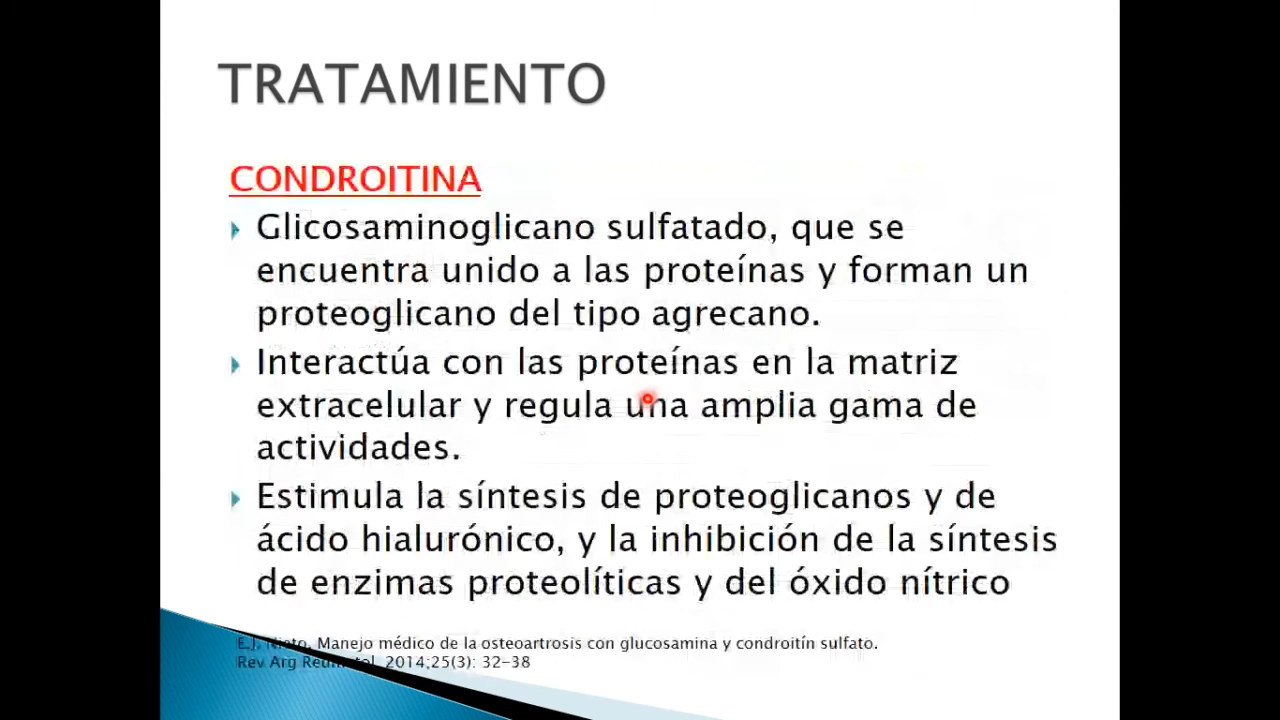 TRATAMIENTO
CONDROITINA
Glicosaminoglicano sulfatado, que se
encuentra unido a las proteínas y forman un
proteoglicano del tipo agrecano.
Interactúa con las proteínas en la matriz
extracelular y regula una amplia gama de
actividades.
Estimula la síntesis de proteoglicanos y de
ácido hialurónico, y la inhibición de la síntesis
de enzimas proteolíticas y del óxido nítrico
E.J. Nieto. Manejo médico de la osteoartrosis con glucosamina y condroitín sulfato.
Rev Arg Reumatol. 2014;25(3): 32-38